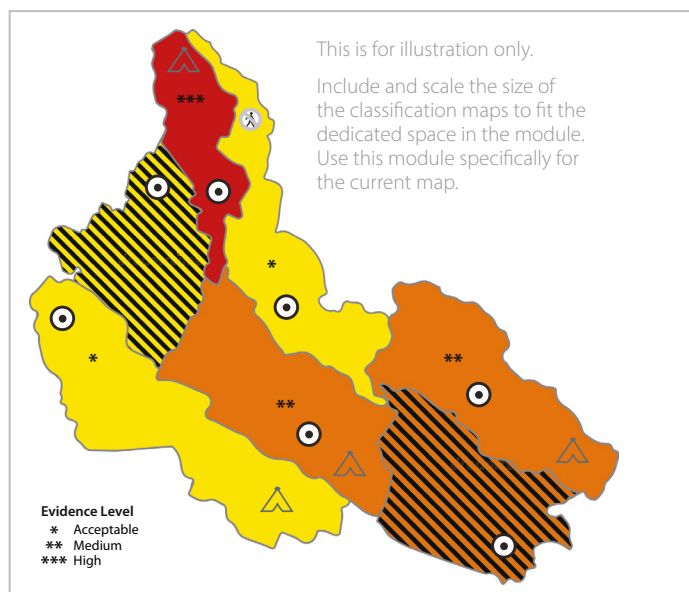 This is for illustration only.
Include and scale the size of
the classification maps to fit the
dedicated space in the module.
Use this module specifically for
the current map.
***
*
*
**
**
Evidence Level
* Acceptable
** Medium
*** High